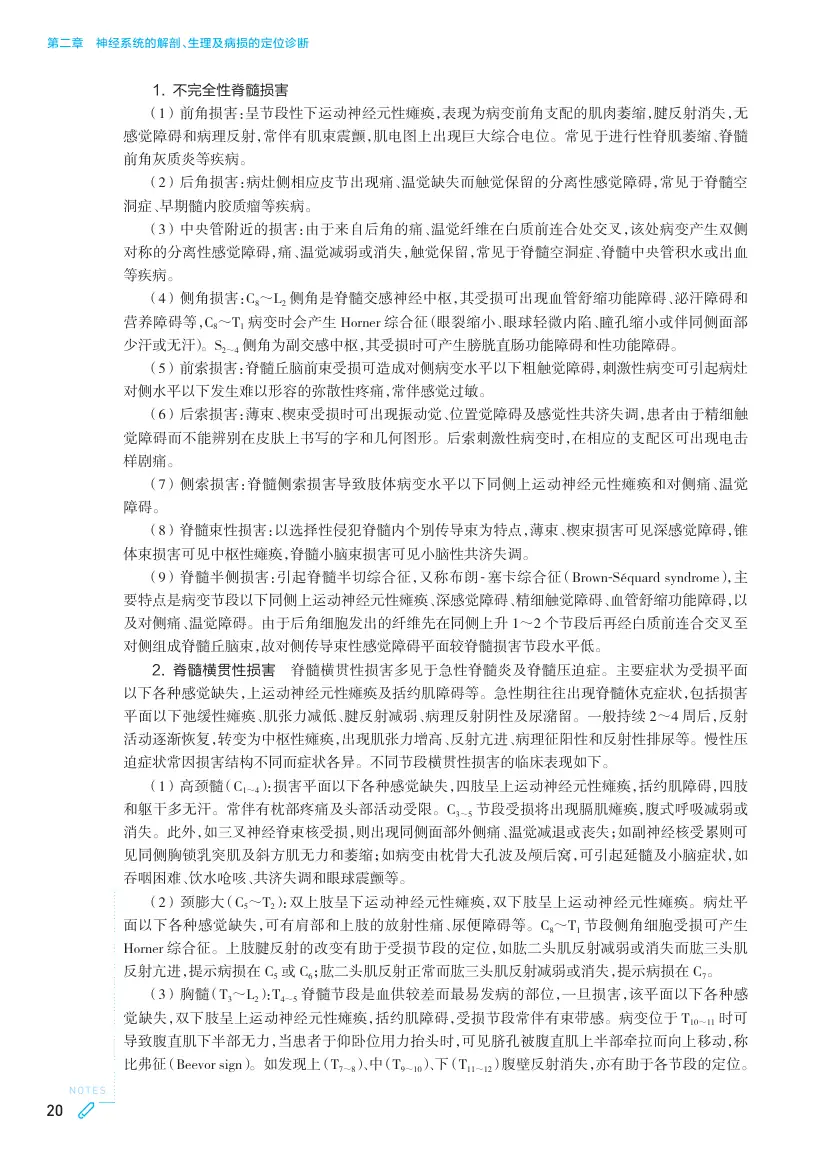 第二章 神经系统的解剖、生理及病损的定位诊断
1. 不完全性脊髓损害
（1）前角损害：呈节段性下运动神经元性瘫痪，表现为病变前角支配的肌肉萎缩，腱反射消失，无
感觉障碍和病理反射，常伴有肌束震颤，肌电图上出现巨大综合电位。常见于进行性脊肌萎缩、脊髓
前角灰质炎等疾病。
（2）后角损害：病灶侧相应皮节出现痛、温觉缺失而触觉保留的分离性感觉障碍，常见于脊髓空
洞症、早期髓内胶质瘤等疾病。
（3）中央管附近的损害：由于来自后角的痛、温觉纤维在白质前连合处交叉，该处病变产生双侧
对称的分离性感觉障碍，痛、温觉减弱或消失，触觉保留，常见于脊髓空洞症、脊髓中央管积水或出血
等疾病。
（4）侧角损害：C₈～L₂ 侧角是脊髓交感神经中枢，其受损可出现血管舒缩功能障碍、泌汗障碍和
营养障碍等，C₈～T₁ 病变时会产生 Horner 综合征（眼裂缩小、眼球轻微内陷、瞳孔缩小或伴同侧面部
少汗或无汗）。S₂～₄ 侧角为副交感中枢，其受损时可产生膀胱直肠功能障碍和性功能障碍。
（5）前索损害：脊髓丘脑前束受损可造成对侧病变水平以下粗触觉障碍，刺激性病变可引起病灶
对侧水平以下发生难以形容的弥散性疼痛，常伴感觉过敏。
（6）后索损害：薄束、楔束受损时可出现振动觉、位置觉障碍及感觉性共济失调，患者由于精细触
觉障碍而不能辨别在皮肤上书写的字和几何图形。后索刺激性病变时，在相应的支配区可出现电击
样剧痛。
（7）侧索损害：脊髓侧索损害导致肢体病变水平以下同侧上运动神经元性瘫痪和对侧痛、温觉
障碍。
（8）脊髓束性损害：以选择性侵犯脊髓内个别传导束为特点，薄束、楔束损害可见深感觉障碍，锥
体束损害可见中枢性瘫痪，脊髓小脑束损害可见小脑性共济失调。
（9）脊髓半侧损害：引起脊髓半切综合征，又称布朗-塞卡综合征（Brown-Séquard syndrome），主
要特点是病变节段以下同侧上运动神经元性瘫痪、深感觉障碍、精细触觉障碍、血管舒缩功能障碍，以
及对侧痛、温觉障碍。由于后角细胞发出的纤维先在同侧上升 1～2 个节段后再经白质前连合交叉至
对侧组成脊髓丘脑束，故对侧传导束性感觉障碍平面较脊髓损害节段水平低。
2. 脊髓横贯性损害 脊髓横贯性损害多见于急性脊髓炎及脊髓压迫症。主要症状为受损平面
以下各种感觉缺失，上运动神经元性瘫痪及括约肌障碍等。急性期往往出现脊髓休克症状，包括损害
平面以下弛缓性瘫痪、肌张力减低、腱反射减弱、病理反射阴性及尿潴留。一般持续 2～4 周后，反射
活动逐渐恢复，转变为中枢性瘫痪，出现肌张力增高、反射亢进、病理征阳性和反射性排尿等。慢性压
迫症状常因损害结构不同而症状各异。不同节段横贯性损害的临床表现如下。
（1）高颈髓（C₁～₄）：损害平面以下各种感觉缺失，四肢呈上运动神经元性瘫痪，括约肌障碍，四肢
和躯干多无汗。常伴有枕部疼痛及头部活动受限。C₃～₅ 节段受损将出现膈肌瘫痪，腹式呼吸减弱或
消失。此外，如三叉神经脊束核受损，则出现同侧面部外侧痛、温觉减退或丧失；如副神经核受累则可
见同侧胸锁乳突肌及斜方肌无力和萎缩；如病变由枕骨大孔波及颅后窝，可引起延髓及小脑症状，如
吞咽困难、饮水呛咳、共济失调和眼球震颤等。
（2）颈膨大（C₅～T₂）：双上肢呈下运动神经元性瘫痪，双下肢呈上运动神经元性瘫痪。病灶平
面以下各种感觉缺失，可有肩部和上肢的放射性痛、尿便障碍等。C₈～T₁ 节段侧角细胞受损可产生
Horner 综合征。上肢腱反射的改变有助于受损节段的定位，如肱二头肌反射减弱或消失而肱三头肌
反射亢进，提示病损在 C₅ 或 C₆；肱二头肌反射正常而肱三头肌反射减弱或消失，提示病损在 C₇。
（3）胸髓（T₃～L₂）：T₄～₅ 脊髓节段是血供较差而最易发病的部位，一旦损害，该平面以下各种感
觉缺失，双下肢呈上运动神经元性瘫痪，括约肌障碍，受损节段常伴有束带感。病变位于 T₁₀～₁₁ 时可
导致腹直肌下半部无力，当患者于仰卧位用力抬头时，可见脐孔被腹直肌上半部牵拉而向上移动，称
比弗征（Beevor sign）。如发现上（T₇～₈）、中（T₉～₁₀）、下（T₁₁～₁₂）腹壁反射消失，亦有助于各节段的定位。
NOTES
20